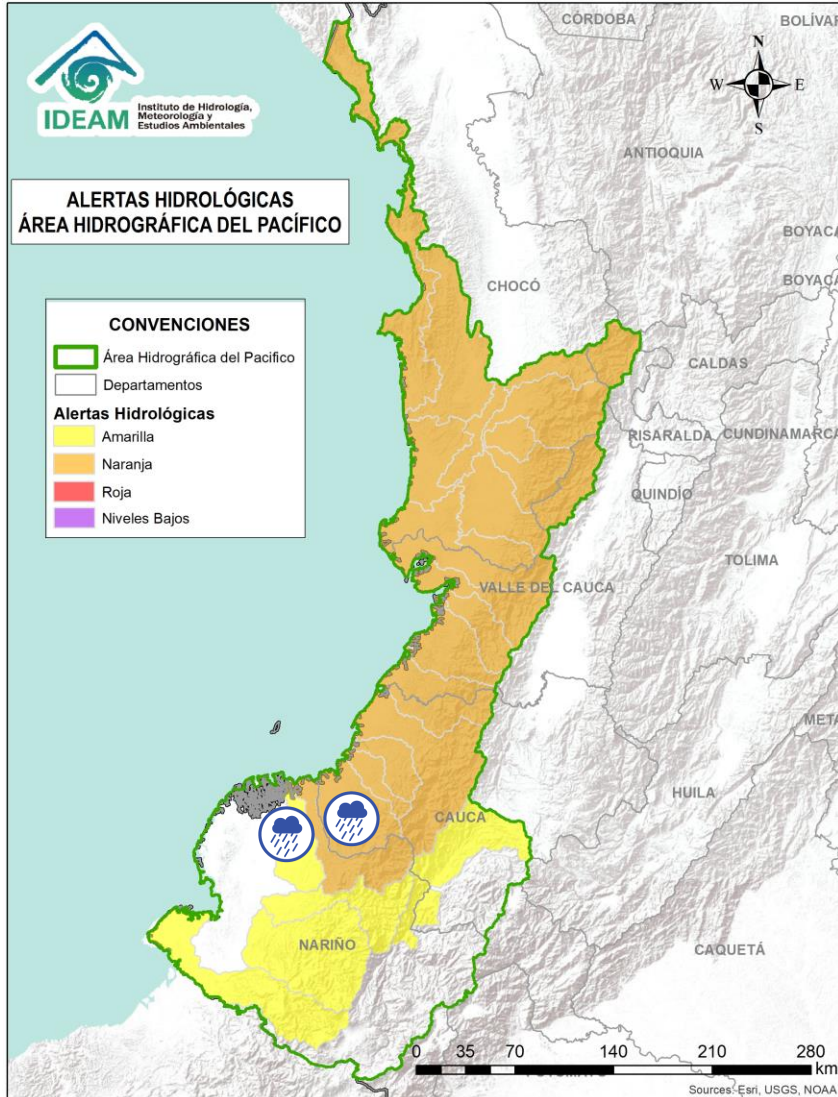 CÓRDOBA
BOLÍVAR
IDEAM
Instituto de Hidrología,
Meteorología y
Estudios Ambientales
N
W
E
S
ANTIOQUIA
ALERTAS HIDROLÓGICAS
ÁREA HIDROGRÁFICA DEL PACÍFICO
BOYACÁ
BOYACÁ
CHOCÓ
CONVENCIONES
Área Hidrográfica del Pacifico
Departamentos
Alertas Hidrológicas
Amarilla
Naranja
Roja
Niveles Bajos
CALDAS
RISARALDA
CUNDINAMARCA
QUINDÍO
TOLIMA
VALLE DEL CAUCA
META
HUILA
CAUCA
NARIÑO
CAQUETÁ
0 35 70 140 210 280
km
Sources: Esri, USGS, NOAA